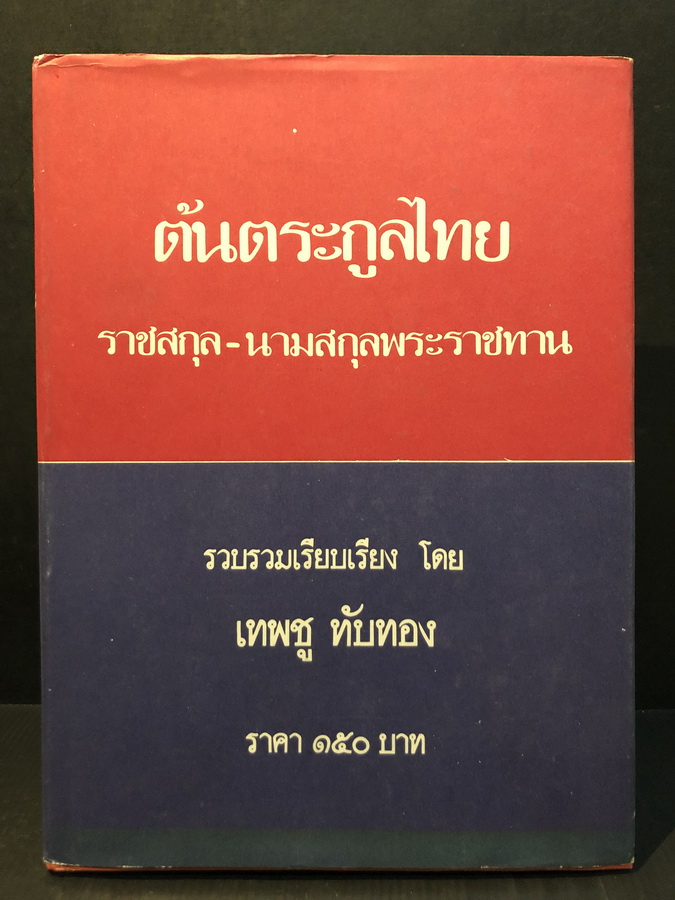 ต้นตระกูลไทย
ราชสกุล - นามสกุลพระราชทาน
รวบรวมเรียบเรียง โดย
เทพชู ทับทอง
ราคา ๑๕๐ บาท